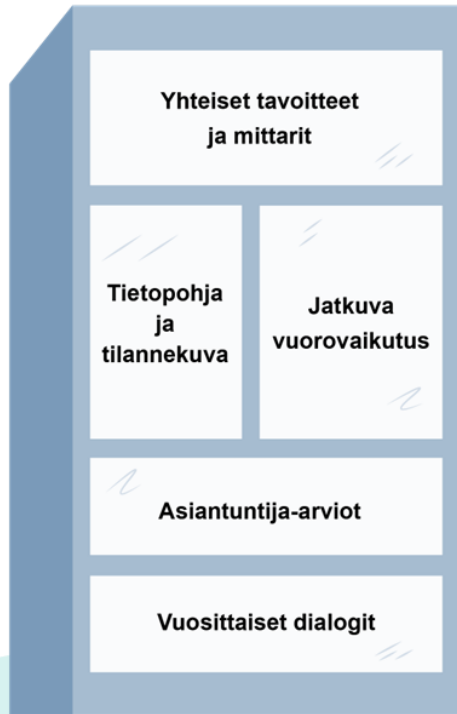 Yhteiset tavoitteet
ja mittarit
Tietopohja
ja
tilannekuva
Jatkuva
vuorovaikutus
Asiantuntija-arviot
Vuosittaiset dialogit